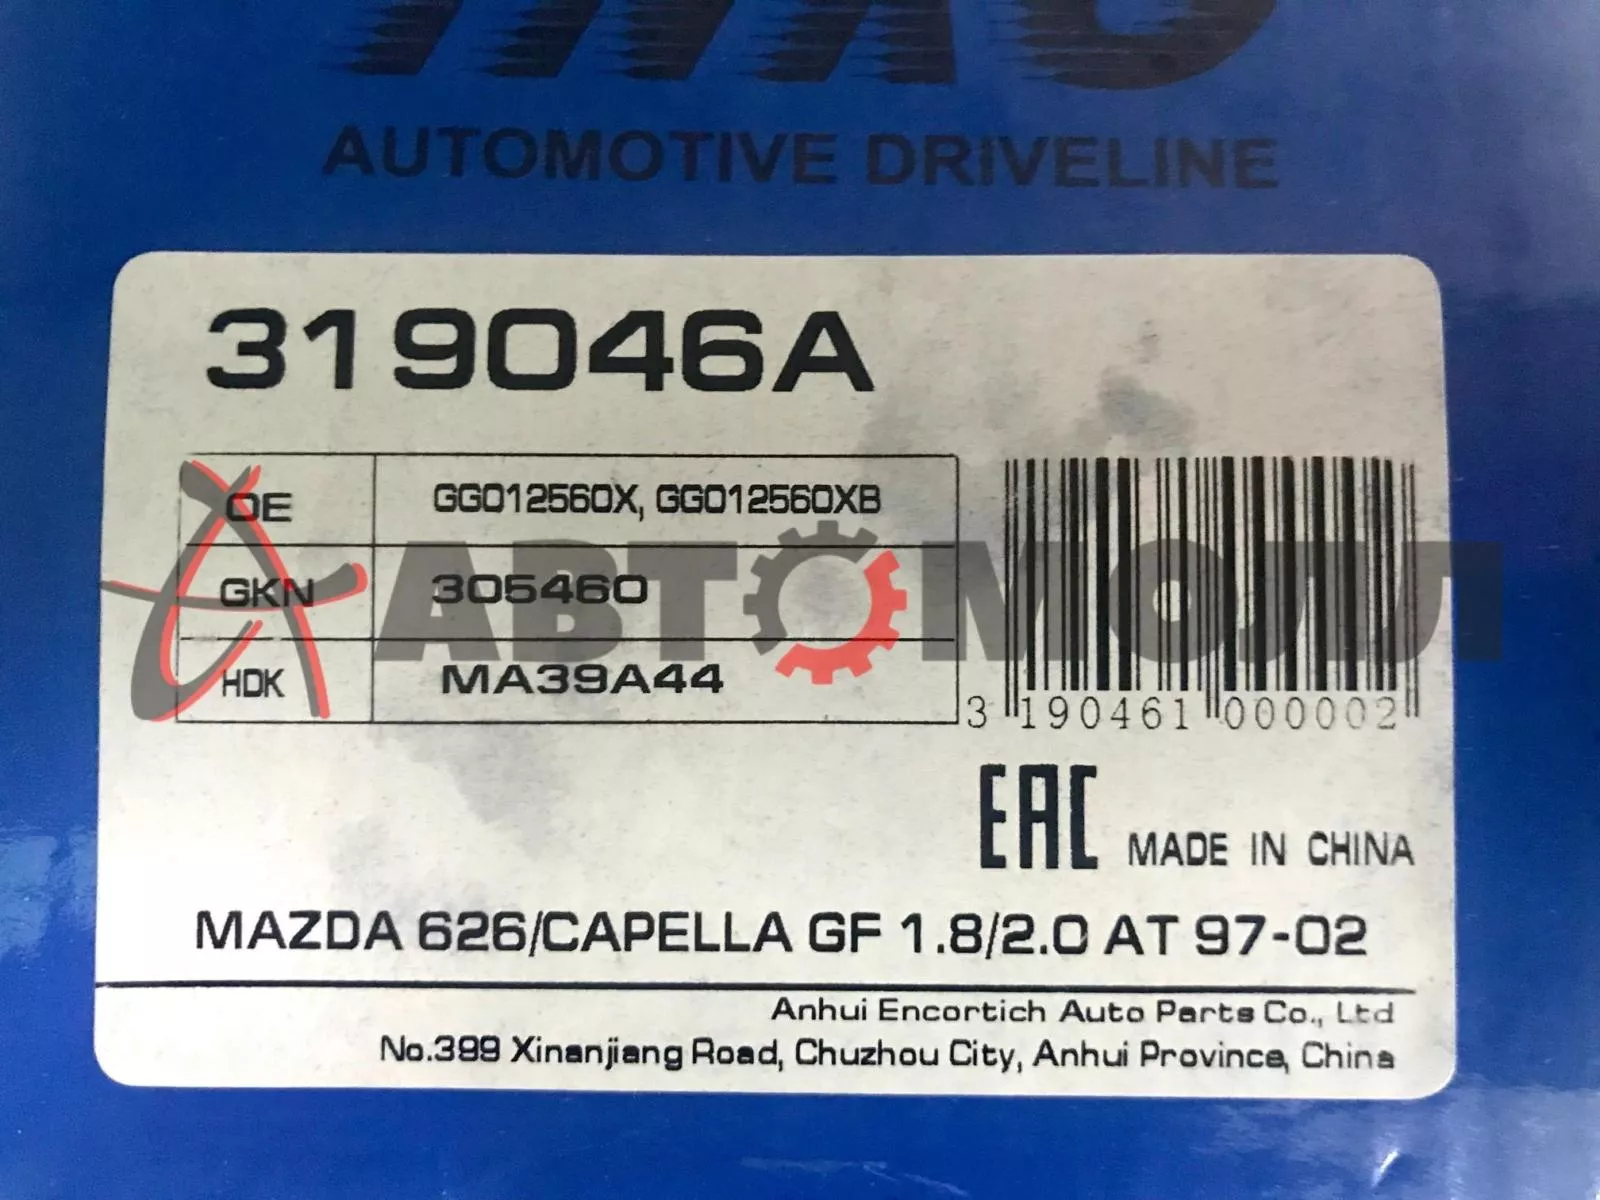 AUTOMOTIVE DRIVELINE
319046A
OE GG012560X, GG012560XB
GKN 305460
HDK MA39A44
АВТОМОЛЛ
3 190461 000002
EAC
MADE IN CHINA
MAZDA 626/CAPELLA GF 1.8/2.0 AT 97-02
Anhui Encortich Auto Parts Co., Ltd
No.399 Xinanjiang Road, Chuzhou City, Anhui Province, China